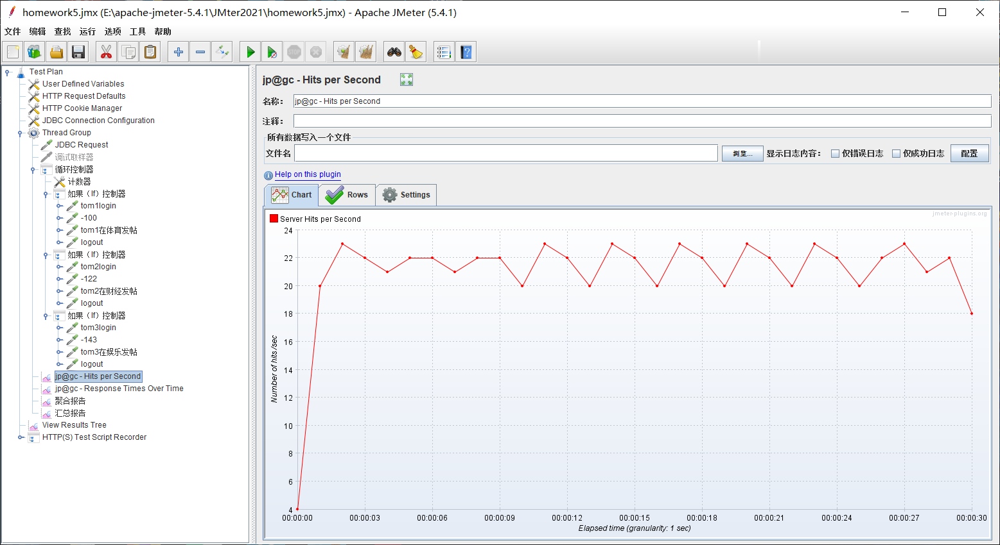 homework5.jmx (E:\apache-jmeter-5.4.1\JMter2021\homework5.jmx) - Apache JMeter (5.4.1)
文件 编辑 查找 运行 选项 工具 帮助
STOP
Test Plan
User Defined Variables
HTTP Request Defaults
HTTP Cookie Manager
JDBC Connection Configuration
Thread Group
JDBC Request
调试取样器
循环控制器
计数器
如果（If）控制器
tom1login
-100
tom1在体育发帖
logout
如果（If）控制器
tom2login
-122
tom2在财经发帖
logout
如果（If）控制器
tom3login
-143
tom3在娱乐发帖
logout
jp@gc - Hits per Second
jp@gc - Response Times Over Time
聚合报告
汇总报告
View Results Tree
HTTP(S) Test Script Recorder
jp@gc - Hits per Second
名称： jp@gc - Hits per Second
注释：
所有数据写入一个文件
文件名 浏览... 显示日志内容： 仅错误日志 仅成功日志 配置
Help on this plugin
Chart Rows Settings
jmeter-plugins.org
Server Hits per Second
24
22
20
18
16
14
12
10
8
6
4
Number of hits /sec
00:00:00 00:00:03 00:00:06 00:00:09 00:00:12 00:00:15 00:00:18 00:00:21 00:00:24 00:00:27 00:00:30
Elapsed time (granularity: 1 sec)